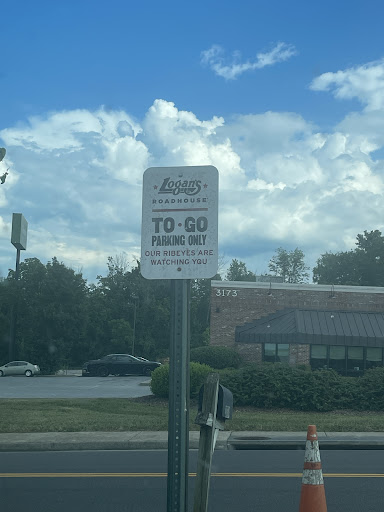 Logan's
ROADHOUSE
TO-GO
PARKING ONLY
OUR RIBEYES ARE
WATCHING YOU
3173